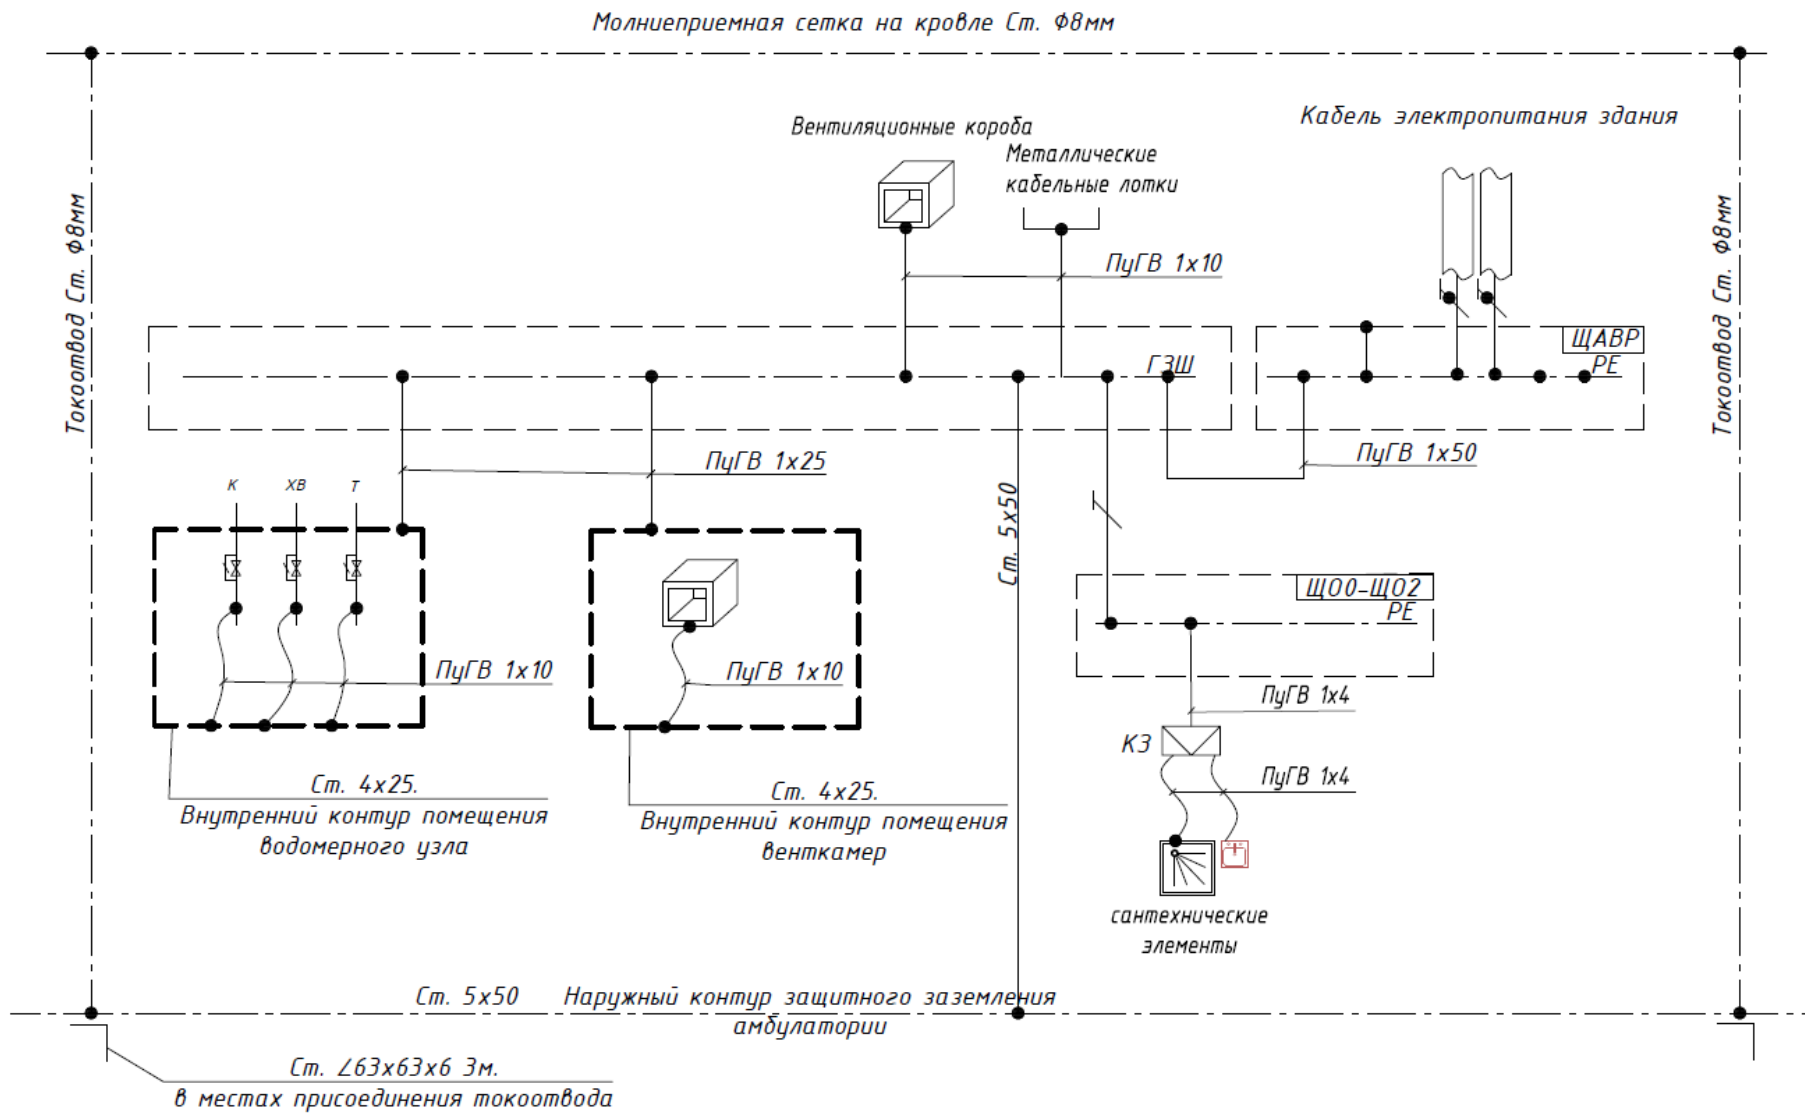 Молниеприемная сетка на кровле Ст. Ф8мм
Вентиляционные короба
Кабель электропитания здания
Металлические
кабельные лотки
Токоотвод Ст. Ф8мм
Токоотвод Ст. Ф8мм
ПуГВ 1х10
ГЗШ
ЩАВР
PE
ПуГВ 1х25
ПуГВ 1х50
К
ХВ
Т
Ст. 5х50
ЩО0-ЩО2
PE
ПуГВ 1х10
ПуГВ 1х10
ПуГВ 1х4
КЗ
ПуГВ 1х4
Ст. 4х25.
Внутренний контур помещения
водомерного узла
Ст. 4х25.
Внутренний контур помещения
венткамер
сантехнические
элементы
Ст. 5х50 Наружный контур защитного заземления
амбулатории
Ст. ∠63х63х6 3м.
в местах присоединения токоотвода